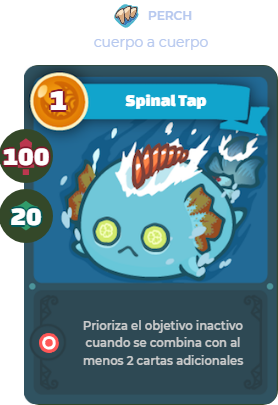 PERCH
cuerpo a cuerpo
1
Spinal Tap
100
20
Prioriza el objetivo inactivo
cuando se combina con al
menos 2 cartas adicionales